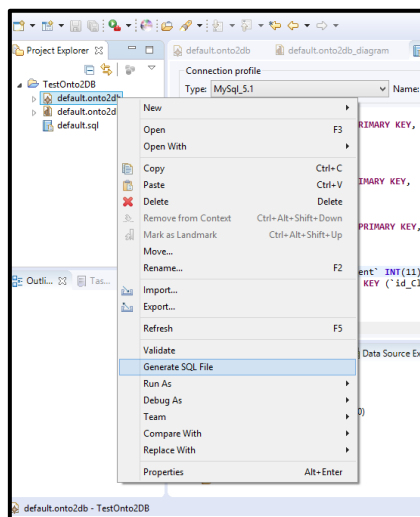 Project Explorer
default.onto2db
default.onto2db_diagram
Connection profile
Type: MySql_5.1
Name:
TestOnto2DB
default.onto2db
default.onto2d
default.sql
New
Open F3
Open With
Copy Ctrl+C
Paste Ctrl+V
Delete Delete
Remove from Context Ctrl+Alt+Shift+Down
Mark as Landmark Ctrl+Alt+Shift+Up
Move...
Rename... F2
Import...
Export...
Refresh F5
Validate
Generate SQL File
Run As
Debug As
Team
Compare With
Replace With
Properties Alt+Enter
RIMARY KEY,
IMARY KEY,
PRIMARY KEY,
ent` INT(11)
KEY (`id_Cl
Outli...
Tas...
Data Source Ex
0)
default.onto2db - TestOnto2DB